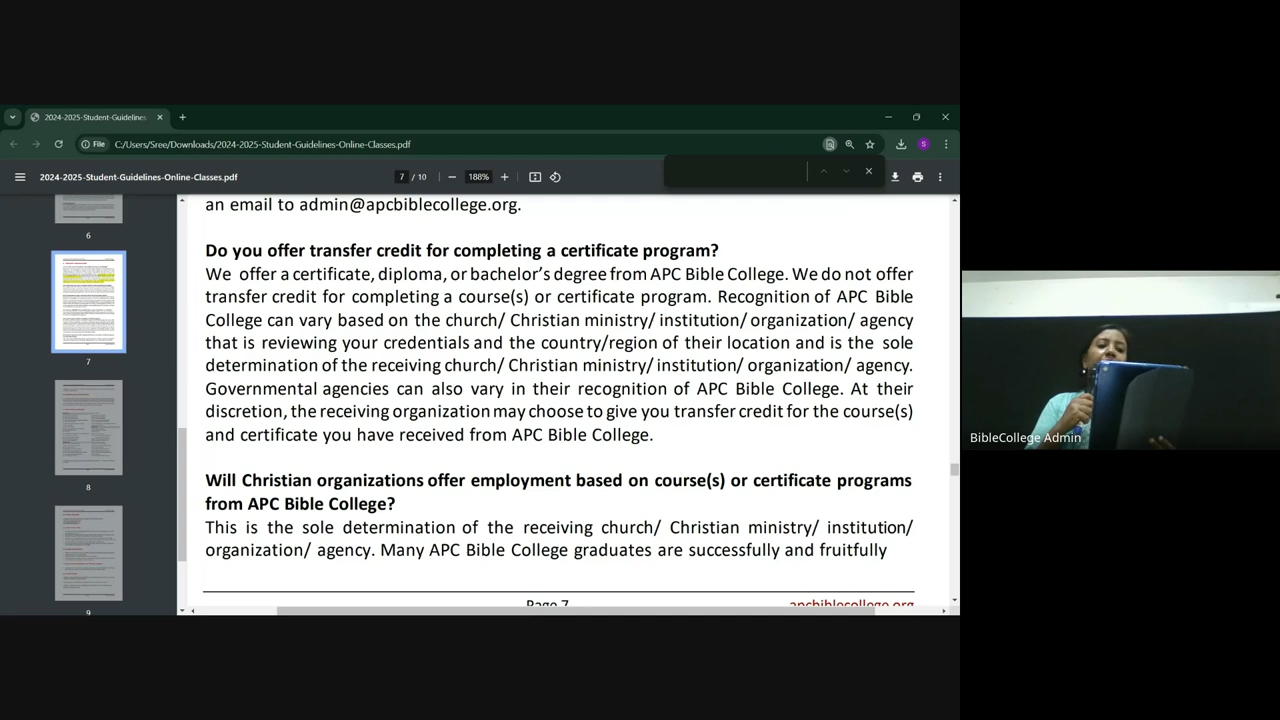 2024-2025-Student-Guidelines
File
C:/Users/Sree/Downloads/2024-2025-Student-Guidelines-Online-Classes.pdf
S
2024-2025-Student-Guidelines-Online-Classes.pdf
7 / 10
188%
6
7
8
9
an email to admin@apcbiblecollege.org.
Do you offer transfer credit for completing a certificate program?
We offer a certificate, diploma, or bachelor's degree from APC Bible College. We do not offer
transfer credit for completing a course(s) or certificate program. Recognition of APC Bible
College can vary based on the church/ Christian ministry/ institution/ organization/ agency
that is reviewing your credentials and the country/region of their location and is the sole
determination of the receiving church/ Christian ministry/ institution/ organization/ agency.
Governmental agencies can also vary in their recognition of APC Bible College. At their
discretion, the receiving organization may choose to give you transfer credit for the course(s)
and certificate you have received from APC Bible College.
Will Christian organizations offer employment based on course(s) or certificate programs
from APC Bible College?
This is the sole determination of the receiving church/ Christian ministry/ institution/
organization/ agency. Many APC Bible College graduates are successfully and fruitfully
Page 7
apcbiblecollege.org
BibleCollege Admin